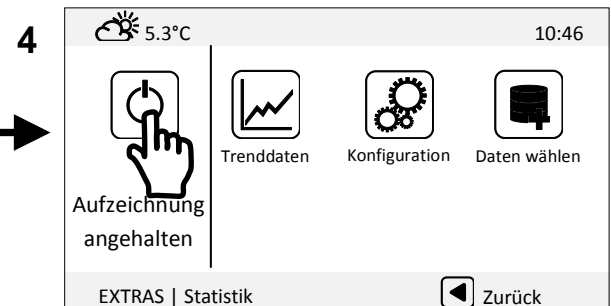 4
5.3°C
10:46
Trenddaten
Konfiguration
Daten wählen
Aufzeichnung
angehalten
EXTRAS | Statistik
Zurück